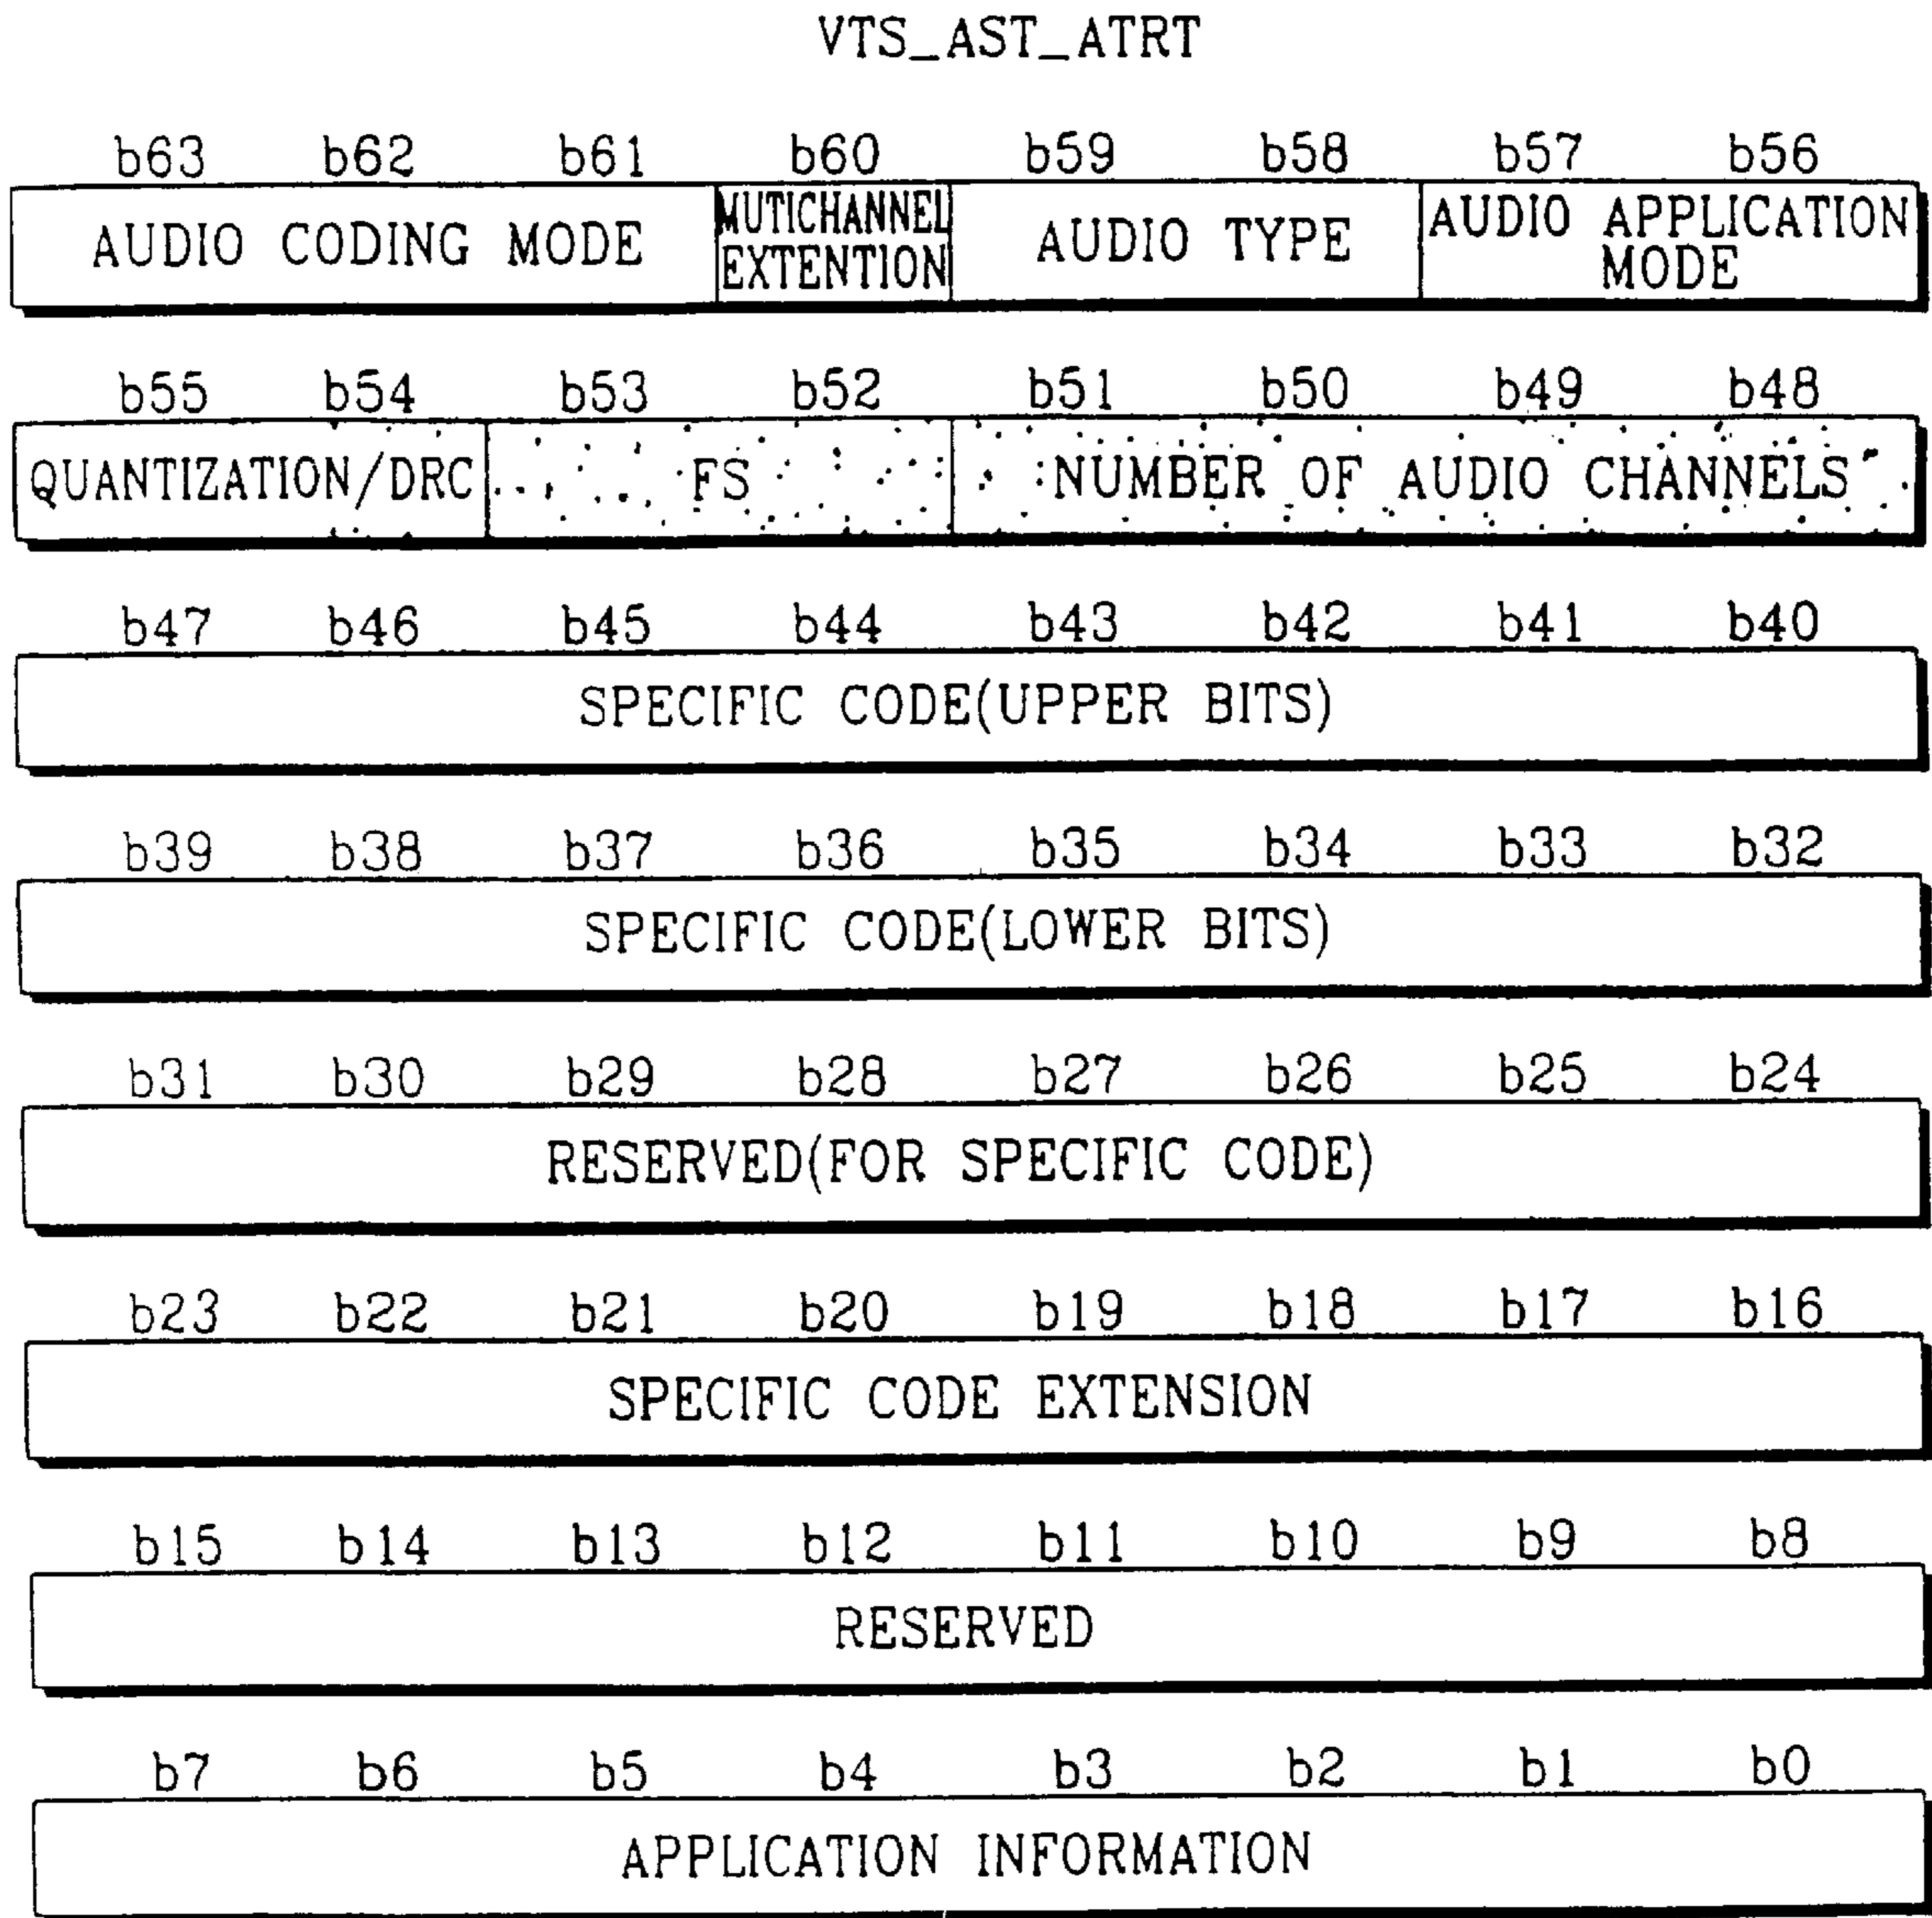 VTS_AST_ATRT
b63 b62 b61 b60 b59 b58 b57 b56
AUDIO CODING MODE
MUTICHANNEL
EXTENTION
AUDIO TYPE
AUDIO APPLICATION
MODE
b55 b54 b53 b52 b51 b50 b49 b48
QUANTIZATION/DRC FS NUMBER OF AUDIO CHANNELS
b47 b46 b45 b44 b43 b42 b41 b40
SPECIFIC CODE(UPPER BITS)
b39 b38 b37 b36 b35 b34 b33 b32
SPECIFIC CODE(LOWER BITS)
b31 b30 b29 b28 b27 b26 b25 b24
RESERVED(FOR SPECIFIC CODE)
b23 b22 b21 b20 b19 b18 b17 b16
SPECIFIC CODE EXTENSION
b15 b14 b13 b12 b11 b10 b9 b8
RESERVED
b7 b6 b5 b4 b3 b2 b1 b0
APPLICATION INFORMATION